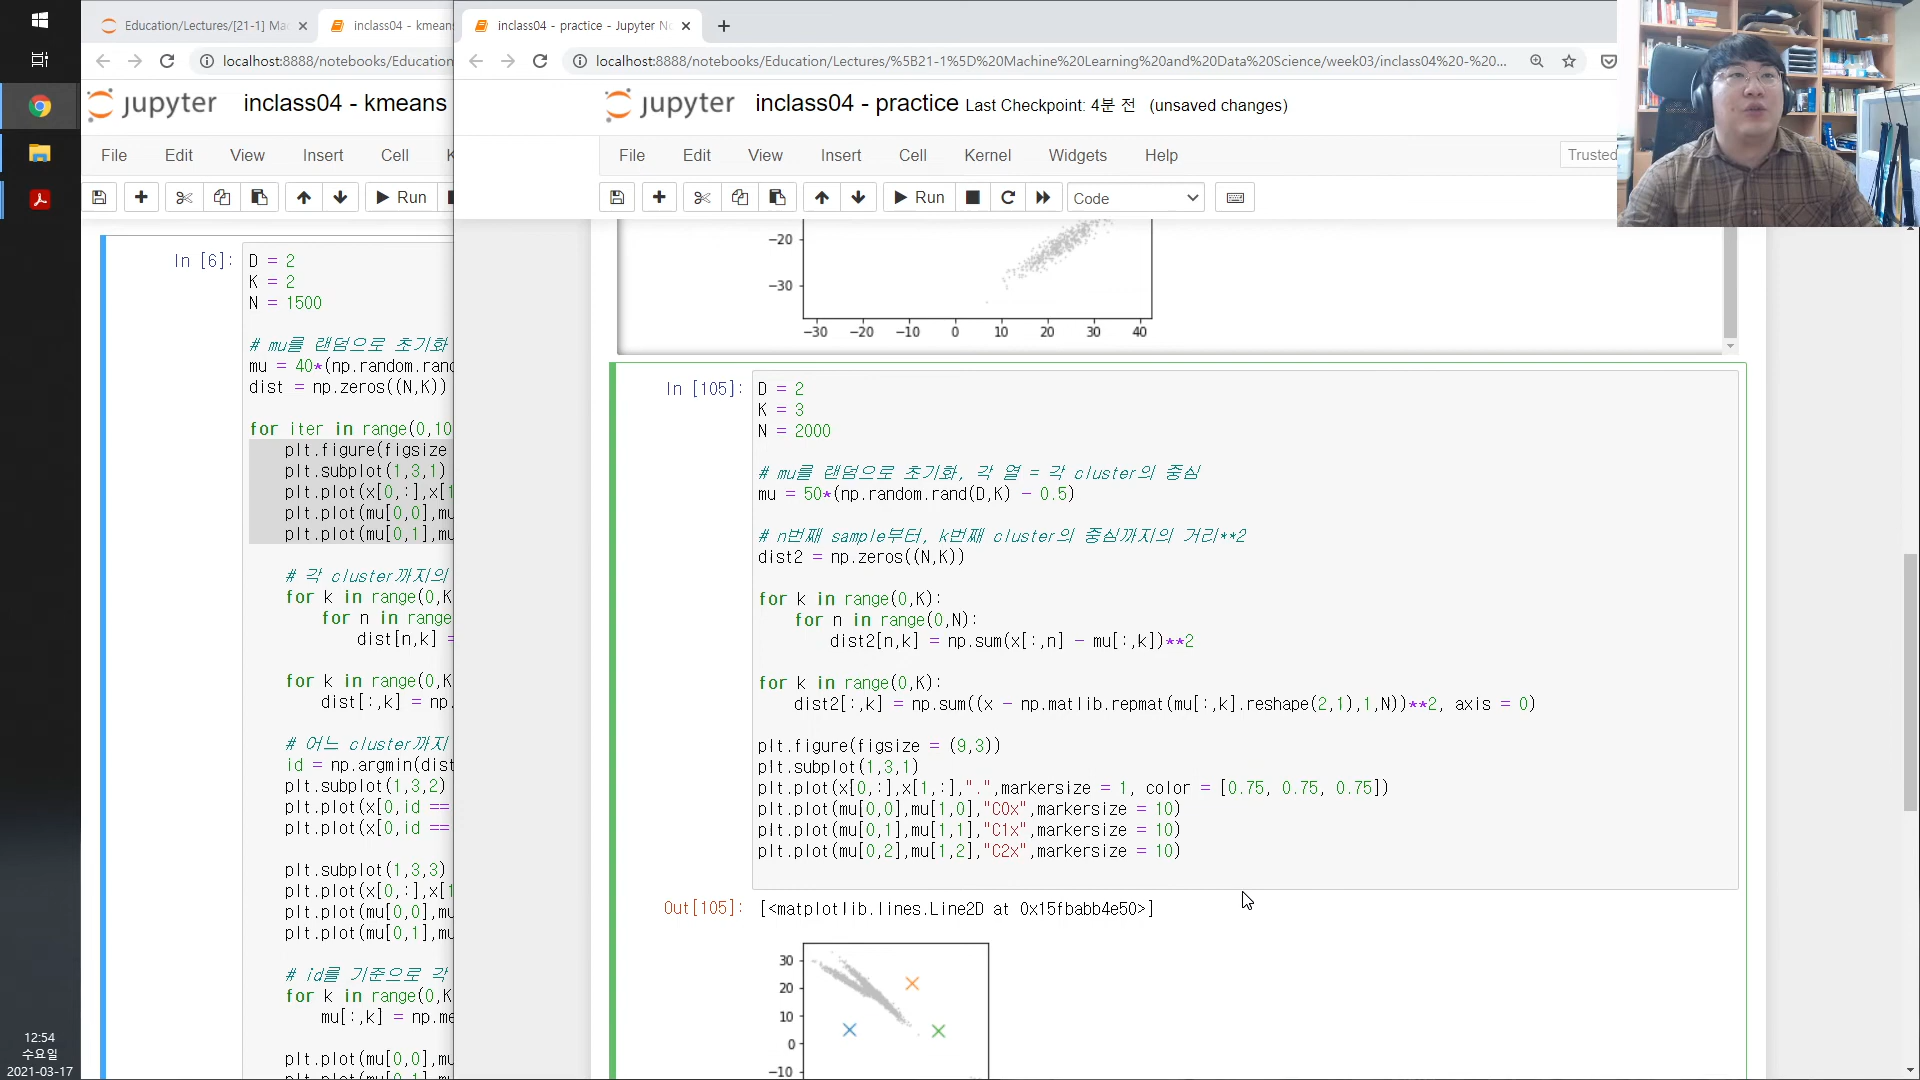 Education/Lectures/[21-1] Ma
inclass04 - kmeans
inclass04 - practice - Jupyter No
localhost:8888/notebooks/Education
localhost:8888/notebooks/Education/Lectures/%5B21-1%5D%20Machine%20Learning%20and%20Data%20Science/week03/inclass04%20-%20...
jupyter inclass04 - kmeans
jupyter inclass04 - practice Last Checkpoint: 4분 전 (unsaved changes)
File Edit View Insert Cell
File Edit View Insert Cell Kernel Widgets Help Trusted
Run
Run Code
In [6]:
D = 2
K = 2
N = 1500
# mu를 랜덤으로 초기화
mu = 40*(np.random.rand
dist = np.zeros((N,K))
for iter in range(0,10
plt.figure(figsize
plt.subplot(1,3,1)
plt.plot(x[0,:],x[1
plt.plot(mu[0,0],mu
plt.plot(mu[0,1],mu
# 각 cluster까지의
for k in range(0,K
for n in range
dist[n,k] =
for k in range(0,K
dist[:,k] = np.
# 어느 cluster까지
id = np.argmin(dist
plt.subplot(1,3,2)
plt.plot(x[0,id ==
plt.plot(x[0,id ==
plt.subplot(1,3,3)
plt.plot(x[0,:],x[1
plt.plot(mu[0,0],mu
plt.plot(mu[0,1],mu
# id를 기준으로 각
for k in range(0,K
mu[:,k] = np.me
plt.plot(mu[0,0],mu
plt.plot(mu[0,1],mu
−20
−30
−30 −20 −10 0 10 20 30 40
In [105]:
D = 2
K = 3
N = 2000
# mu를 랜덤으로 초기화, 각 열 = 각 cluster의 중심
mu = 50*(np.random.rand(D,K) - 0.5)
# n번째 sample부터, k번째 cluster의 중심까지의 거리**2
dist2 = np.zeros((N,K))
for k in range(0,K):
for n in range(0,N):
dist2[n,k] = np.sum(x[:,n] - mu[:,k])**2
for k in range(0,K):
dist2[:,k] = np.sum((x - np.matlib.repmat(mu[:,k].reshape(2,1),1,N))**2, axis = 0)
plt.figure(figsize = (9,3))
plt.subplot(1,3,1)
plt.plot(x[0,:],x[1,:],".",markersize = 1, color = [0.75, 0.75, 0.75])
plt.plot(mu[0,0],mu[1,0],"C0x",markersize = 10)
plt.plot(mu[0,1],mu[1,1],"C1x",markersize = 10)
plt.plot(mu[0,2],mu[1,2],"C2x",markersize = 10)
Out[105]: [<matplotlib.lines.Line2D at 0x15fbabb4e50>]
30
20
10
0
−10
12:54
수요일
2021-03-17